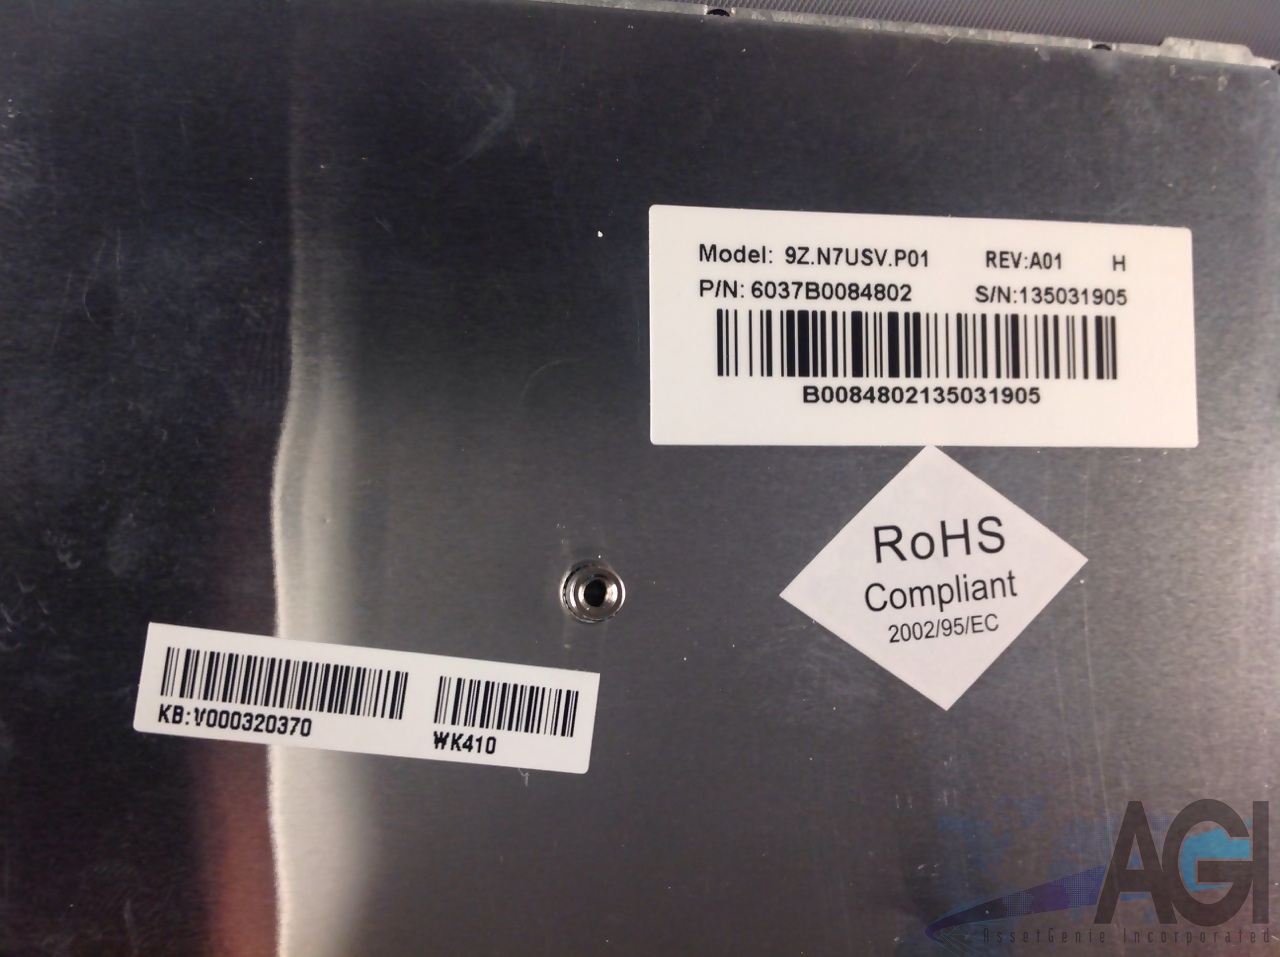 Model: 9Z.N7USV.P01 REV:A01 H
P/N: 6037B0084802 S/N:135031905
B0084802135031905
RoHS
Compliant
2002/95/EC
KB:V000320370 WK410
AGI
AssetGenie Incorporated